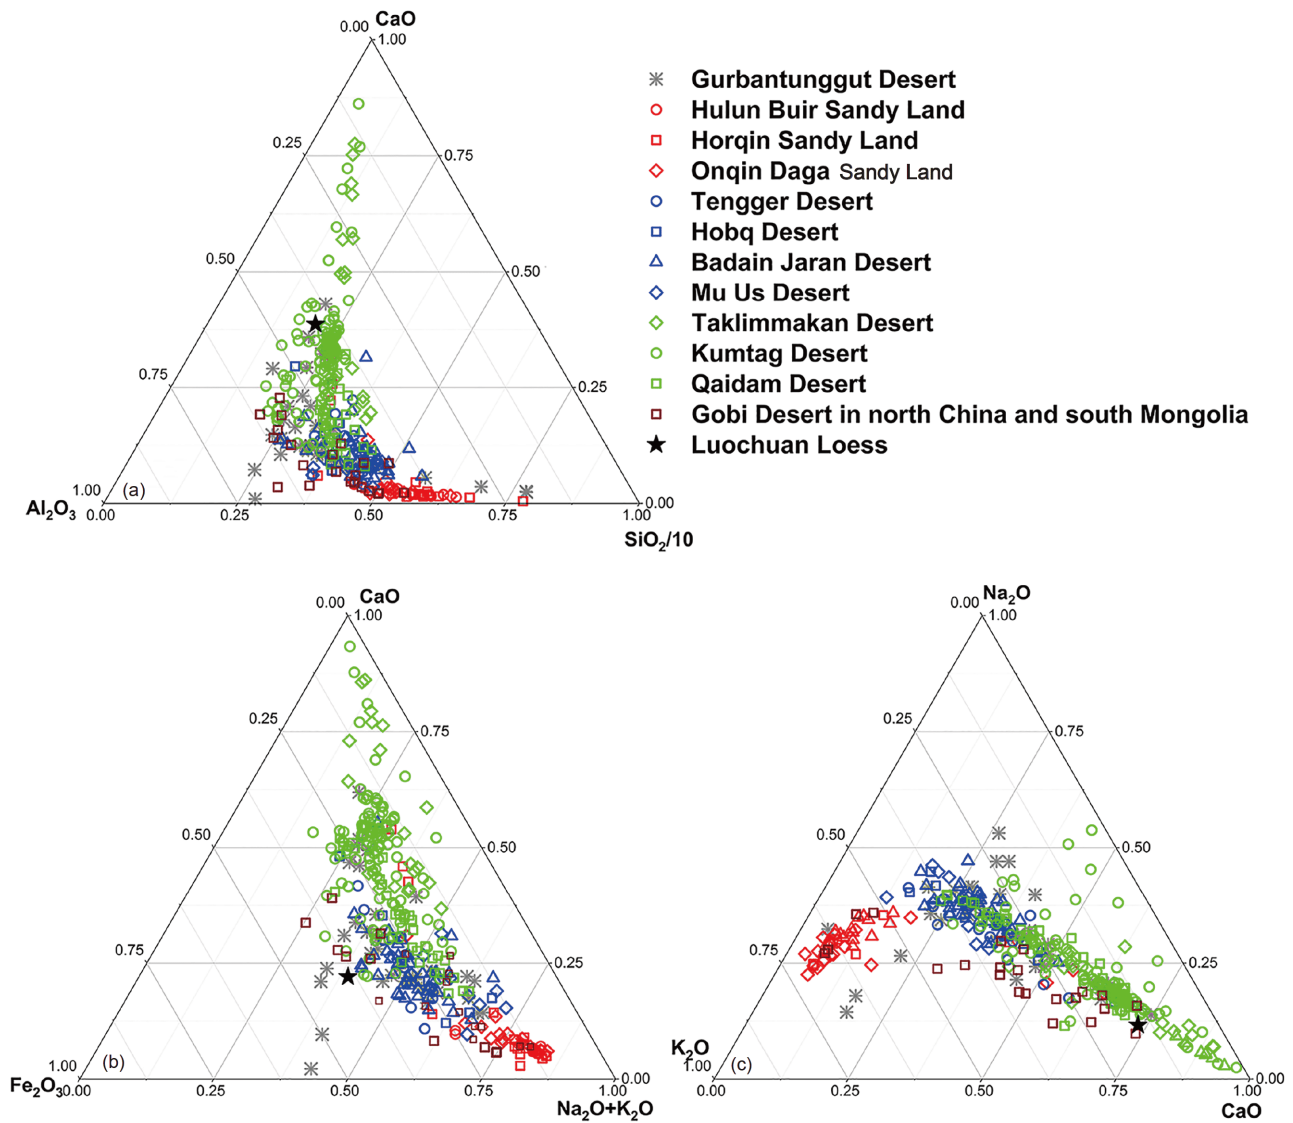 CaO
0.00
1.00
0.25
0.75
0.50
0.50
0.75
0.25
1.00
(a)
0.00
Al2O3
0.00
0.25
0.50
0.75
1.00
SiO2/10
Gurbantunggut Desert
Hulun Buir Sandy Land
Horqin Sandy Land
Onqin Daga Sandy Land
Tengger Desert
Hobq Desert
Badain Jaran Desert
Mu Us Desert
Taklimmakan Desert
Kumtag Desert
Qaidam Desert
Gobi Desert in north China and south Mongolia
Luochuan Loess
CaO
0.00
1.00
0.25
0.75
0.50
0.50
0.75
0.25
1.00
(b)
0.00
Fe2O3
0.00
0.25
0.50
0.75
1.00
Na2O+K2O
Na2O
0.00
1.00
0.25
0.75
0.50
0.50
0.75
0.25
K2O
1.00
(c)
0.00
0.00
0.25
0.50
0.75
1.00
CaO